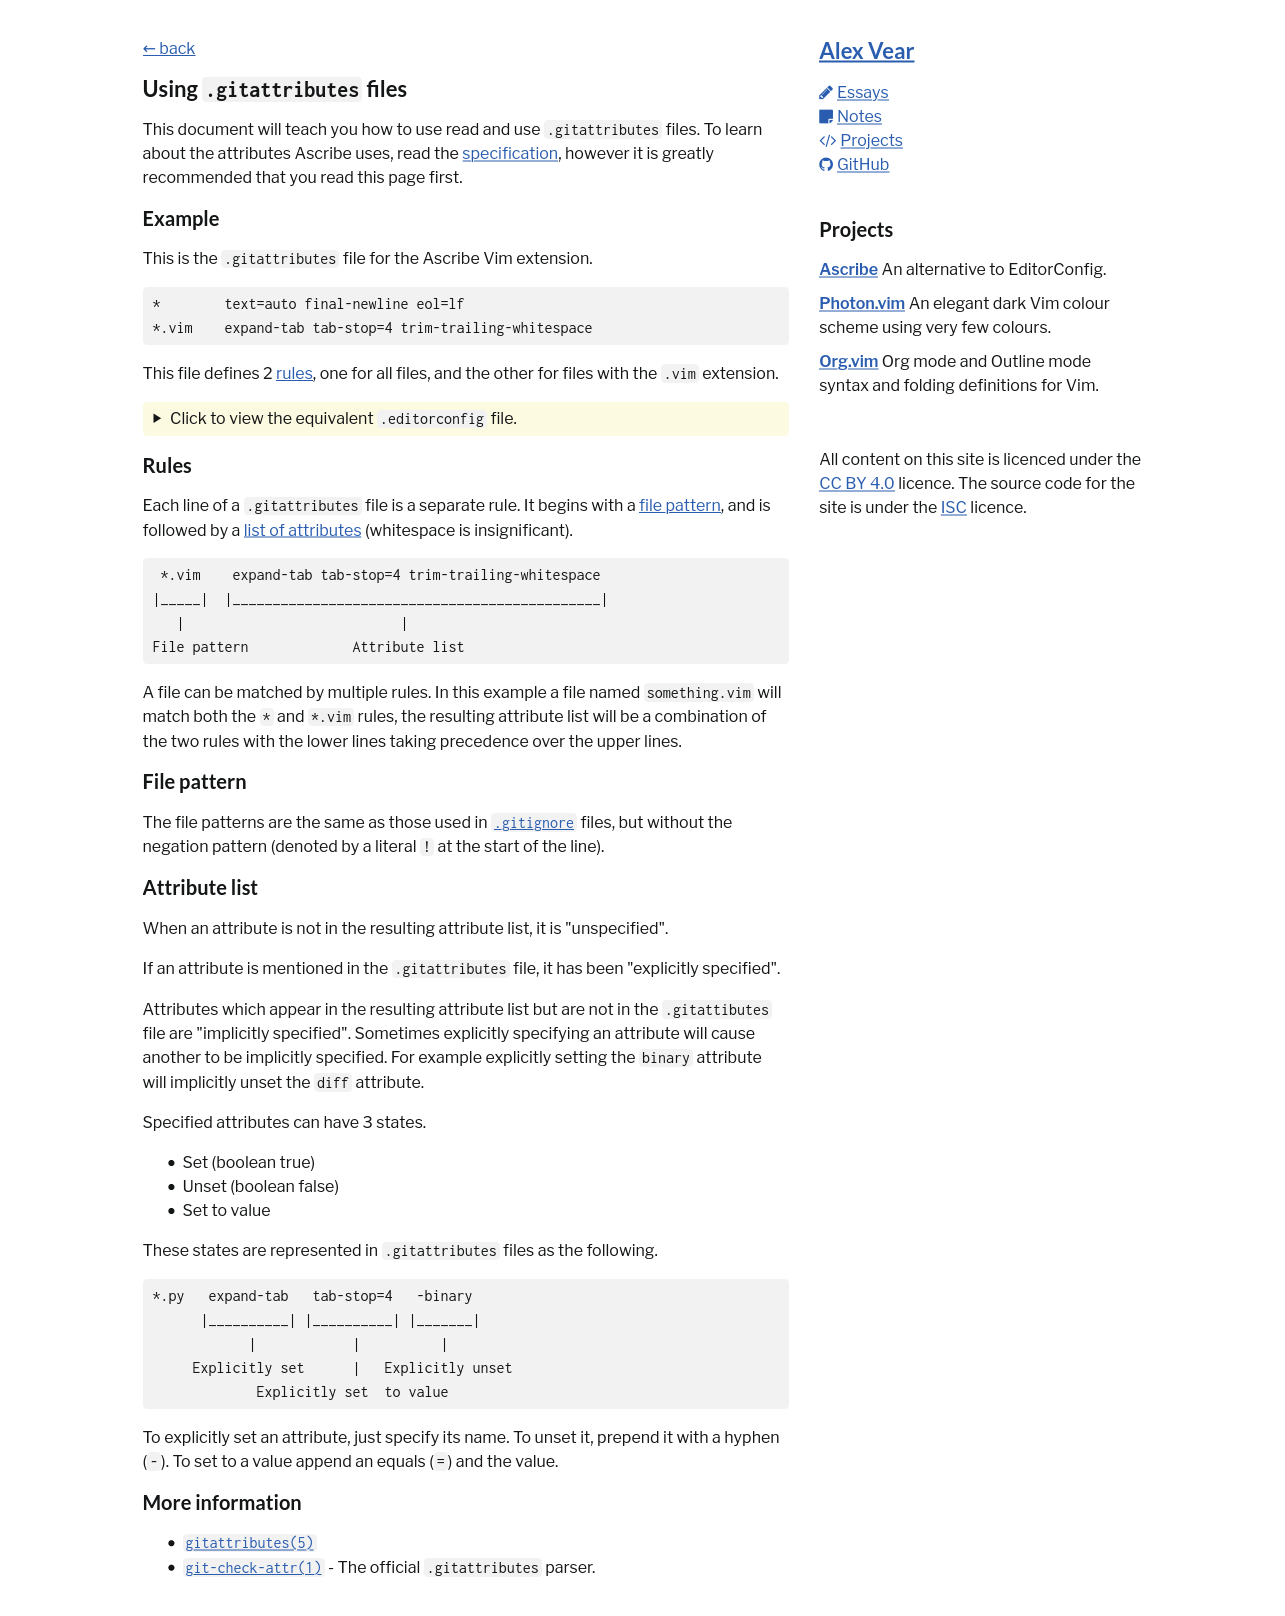 ← back
Using .gitattributes files
This document will teach you how to use read and use .gitattributes files. To learn
about the attributes Ascribe uses, read the specification, however it is greatly
recommended that you read this page first.
Example
This is the .gitattributes file for the Ascribe Vim extension.
*        text=auto final-newline eol=lf
*.vim    expand-tab tab-stop=4 trim-trailing-whitespace
This file defines 2 rules, one for all files, and the other for files with the .vim extension.
▶ Click to view the equivalent .editorconfig file.
Rules
Each line of a .gitattributes file is a separate rule. It begins with a file pattern, and is
followed by a list of attributes (whitespace is insignificant).
 *.vim    expand-tab tab-stop=4 trim-trailing-whitespace
|_____|  |______________________________________________|
   |                           |
File pattern             Attribute list
A file can be matched by multiple rules. In this example a file named something.vim will
match both the * and *.vim rules, the resulting attribute list will be a combination of
the two rules with the lower lines taking precedence over the upper lines.
File pattern
The file patterns are the same as those used in .gitignore files, but without the
negation pattern (denoted by a literal ! at the start of the line).
Attribute list
When an attribute is not in the resulting attribute list, it is "unspecified".
If an attribute is mentioned in the .gitattributes file, it has been "explicitly specified".
Attributes which appear in the resulting attribute list but are not in the .gitattibutes
file are "implicitly specified". Sometimes explicitly specifying an attribute will cause
another to be implicitly specified. For example explicitly setting the binary attribute
will implicitly unset the diff attribute.
Specified attributes can have 3 states.
• Set (boolean true)
• Unset (boolean false)
• Set to value
These states are represented in .gitattributes files as the following.
*.py   expand-tab   tab-stop=4   -binary
      |__________| |__________| |_______|
            |            |          |
     Explicitly set      |   Explicitly unset
             Explicitly set  to value
To explicitly set an attribute, just specify its name. To unset it, prepend it with a hyphen
(-). To set to a value append an equals (=) and the value.
More information
• gitattributes(5)
• git-check-attr(1) - The official .gitattributes parser.
Alex Vear
Essays
Notes
</> Projects
GitHub
Projects
Ascribe An alternative to EditorConfig.
Photon.vim An elegant dark Vim colour
scheme using very few colours.
Org.vim Org mode and Outline mode
syntax and folding definitions for Vim.
All content on this site is licenced under the
CC BY 4.0 licence. The source code for the
site is under the ISC licence.